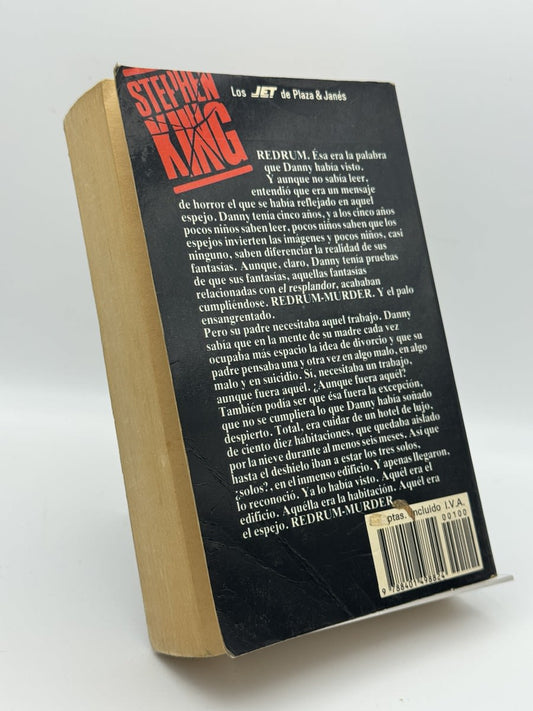 STEPHEN
KING
Los JET de Plaza & Janés
REDRUM. Ésa era la palabra
que Danny había visto.
Y aunque no sabía leer,
entendió que era un mensaje
de horror el que se había reflejado en aquel
espejo. Danny tenía cinco años, y a los cinco años
pocos niños saben leer, pocos niños saben que los
espejos invierten las imágenes y pocos niños, casi
ninguno, saben diferenciar la realidad de sus
fantasías. Aunque, claro, Danny tenía pruebas
de que sus fantasías, aquellas fantasías
relacionadas con el resplandor, acababan
cumpliéndose. REDRUM-MURDER. Y el palo
ensangrentado.
Pero su padre necesitaba aquel trabajo. Danny
sabía que en la mente de su madre cada vez
ocupaba más espacio la idea de divorcio y que su
padre pensaba una y otra vez en algo malo, en algo
malo y en suicidio. Sí, necesitaba un trabajo,
aunque fuera aquél. ¿Aunque fuera aquél?
También podía ser que ésa fuera la excepción,
que no se cumpliera lo que Danny había soñado
despierto. Total, era cuidar de un hotel de lujo,
de ciento diez habitaciones, que quedaba aislado
por la nieve durante al menos seis meses. Así que
hasta el deshielo iban a estar los tres solos,
¿solos?, en el inmenso edificio. Y apenas llegaron,
lo reconoció. Ya lo había visto. Aquél era el
edificio. Aquélla era la habitación. Aquél era
el espejo. REDRUM-MURDER
ptas. incluido I.V.A.
00100
9 788401 498824